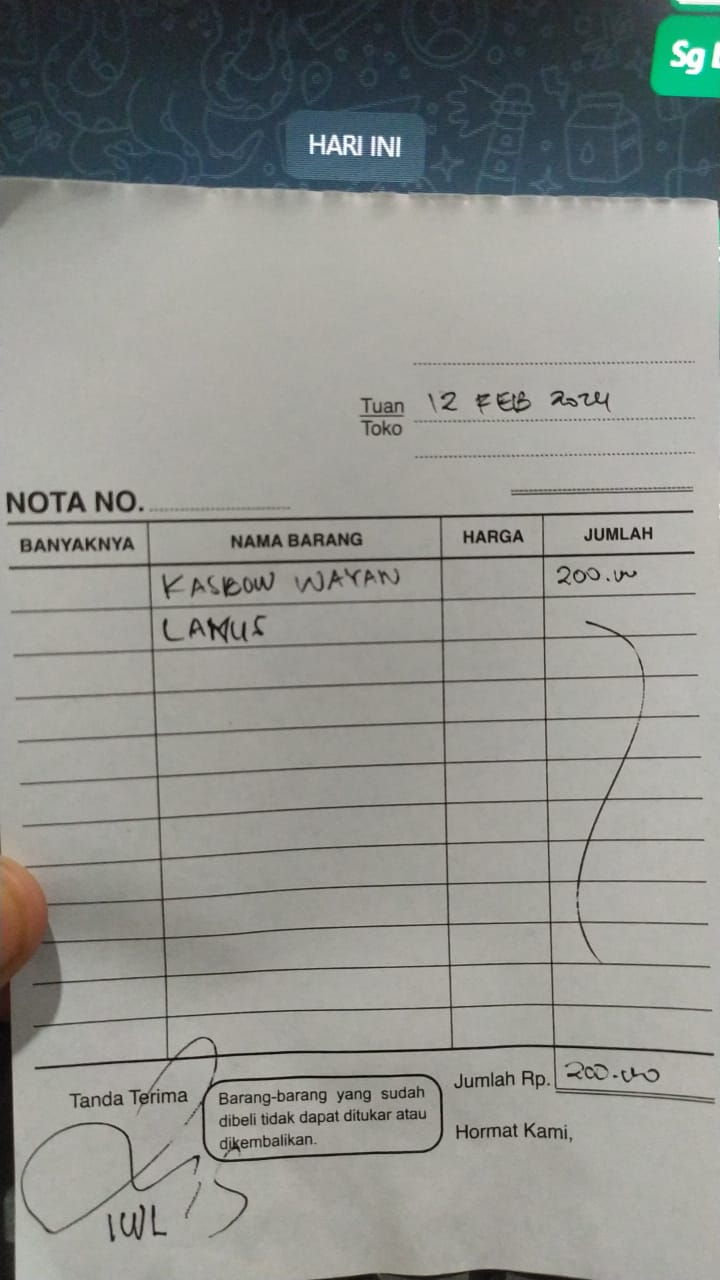 Sg
HARI INI
Tuan 12 FEB 2024
Toko
NOTA NO.
BANYAKNYA NAMA BARANG HARGA JUMLAH
KASBOW WAYAN 200.000
LAMUS
Jumlah Rp. 200.000
Tanda Terima
Barang-barang yang sudah
dibeli tidak dapat ditukar atau
dikembalikan.
Hormat Kami,
IWL